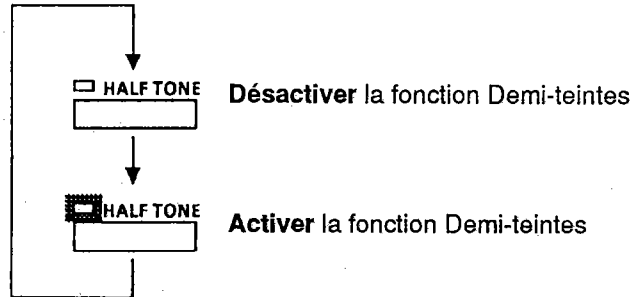 HALF TONE Désactiver la fonction Demi-teintes
HALF TONE Activer la fonction Demi-teintes